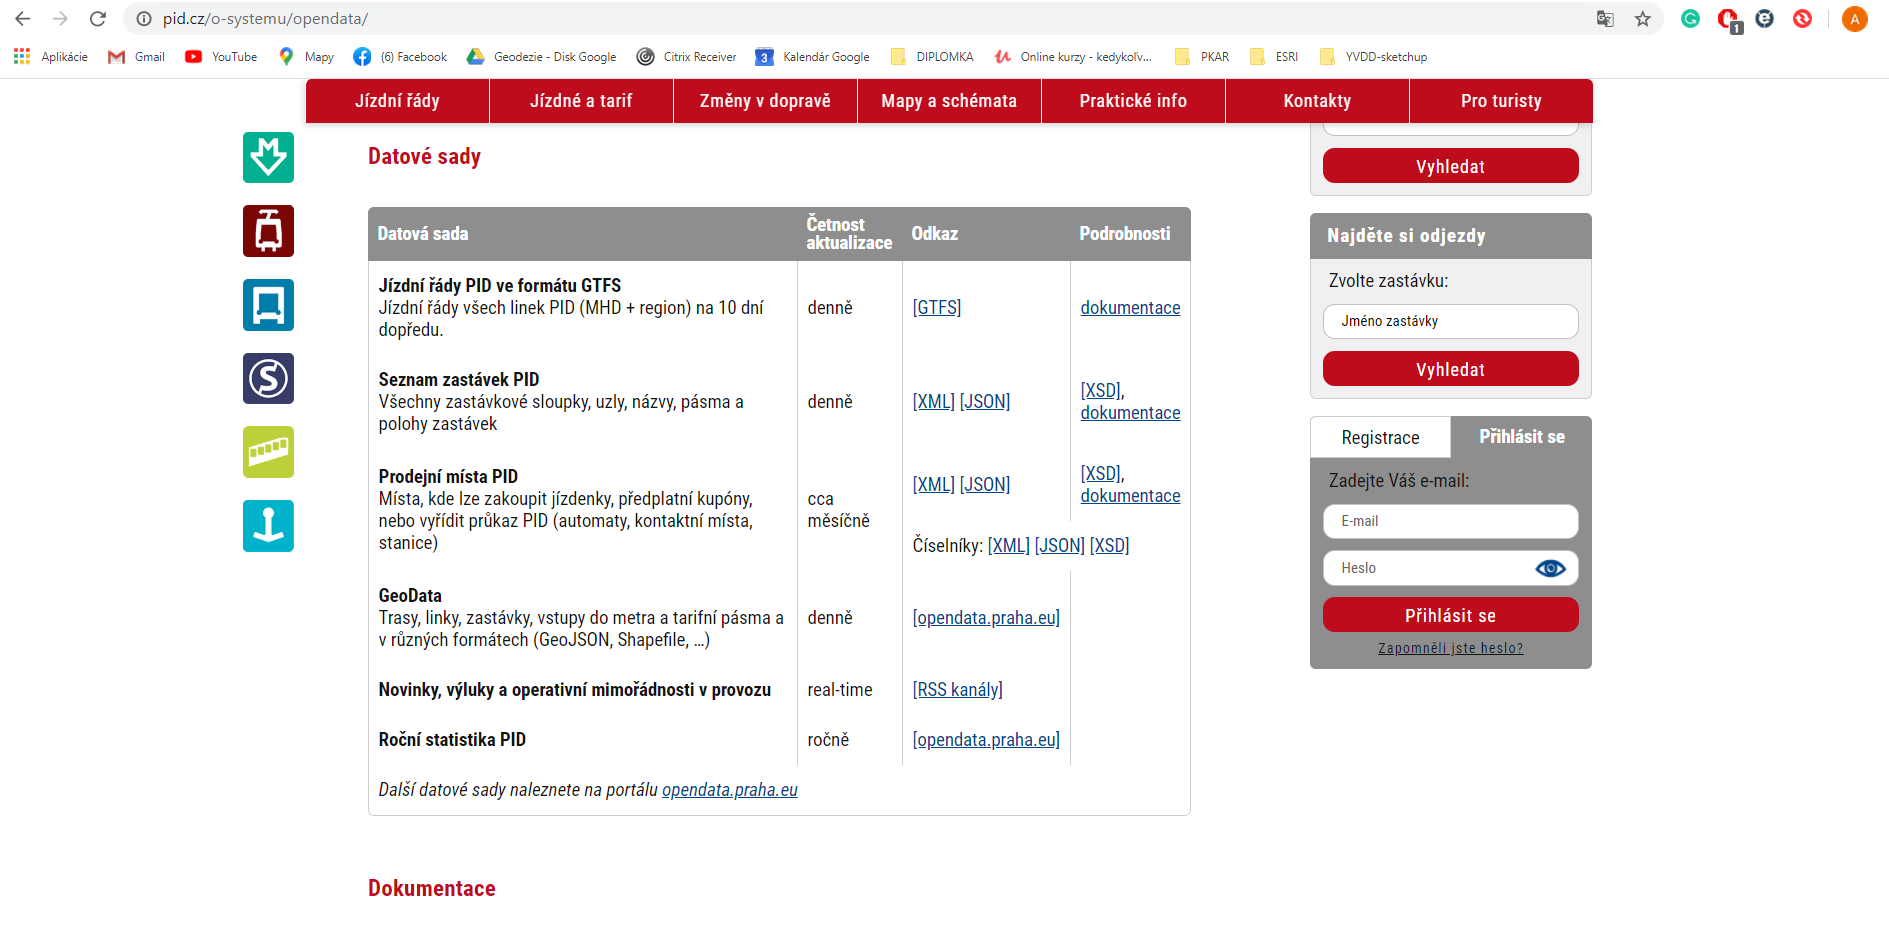 pid.cz/o-systemu/opendata/
1
A
Aplikácie
Gmail
YouTube
Mapy
(6) Facebook
Geodezie - Disk Google
Citrix Receiver
3
Kalendár Google
DIPLOMKA
Online kurzy - kedykoľv...
PKAR
ESRI
YVDD-sketchup
Jízdní řády
Jízdné a tarif
Změny v dopravě
Mapy a schémata
Praktické info
Kontakty
Pro turisty
Datové sady
Datová sada
Četnost
aktualizace
Odkaz
Podrobnosti
Jízdní řády PID ve formátu GTFS
Jízdní řády všech linek PID (MHD + region) na 10 dní
dopředu.
denně
[GTFS]
dokumentace
Seznam zastávek PID
Všechny zastávkové sloupky, uzly, názvy, pásma a
polohy zastávek
denně
[XML] [JSON]
[XSD],
dokumentace
Prodejní místa PID
Místa, kde lze zakoupit jízdenky, předplatní kupóny,
nebo vyřídit průkaz PID (automaty, kontaktní místa,
stanice)
cca
měsíčně
[XML] [JSON]
[XSD],
dokumentace
Číselníky: [XML] [JSON] [XSD]
GeoData
Trasy, linky, zastávky, vstupy do metra a tarifní pásma a
v různých formátech (GeoJSON, Shapefile, ...)
denně
[opendata.praha.eu]
Novinky, výluky a operativní mimořádnosti v provozu
real-time
[RSS kanály]
Roční statistika PID
ročně
[opendata.praha.eu]
Další datové sady naleznete na portálu opendata.praha.eu
Dokumentace
Vyhledat
Najděte si odjezdy
Zvolte zastávku:
Jméno zastávky
Vyhledat
Registrace
Přihlásit se
Zadejte Váš e-mail:
E-mail
Heslo
Přihlásit se
Zapomněli jste heslo?